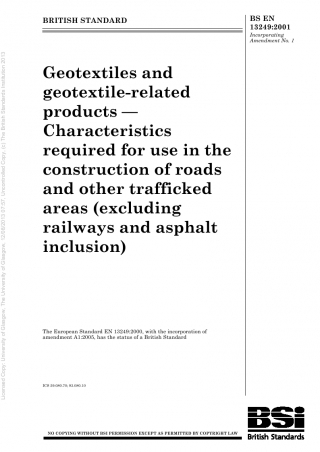 BRITISH STANDARD
BS EN
13249:2001
Incorporating
Amendment No. 1
Geotextiles and
geotextile-related
products —
Characteristics
required for use in the
construction of roads
and other trafficked
areas (excluding
railways and asphalt
inclusion)
The European Standard EN 13249:2000, with the incorporation of
amendment A1:2005, has the status of a British Standard
NO COPYING WITHOUT BSI PERMISSION EXCEPT AS PERMITTED BY COPYRIGHT LAW
BSi
British Standards